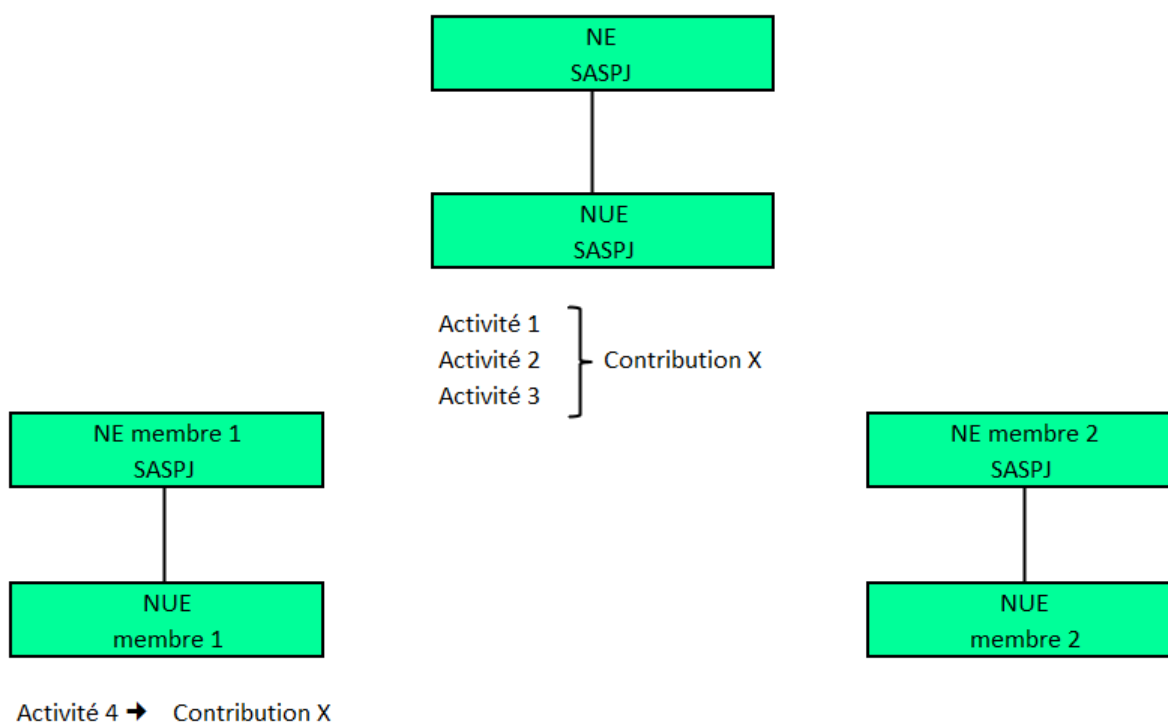 NE
SASPJ
NUE
SASPJ
Activité 1
Activité 2
Activité 3
Contribution X
NE membre 1
SASPJ
NE membre 2
SASPJ
NUE
membre 1
NUE
membre 2
Activité 4 🡺 Contribution X